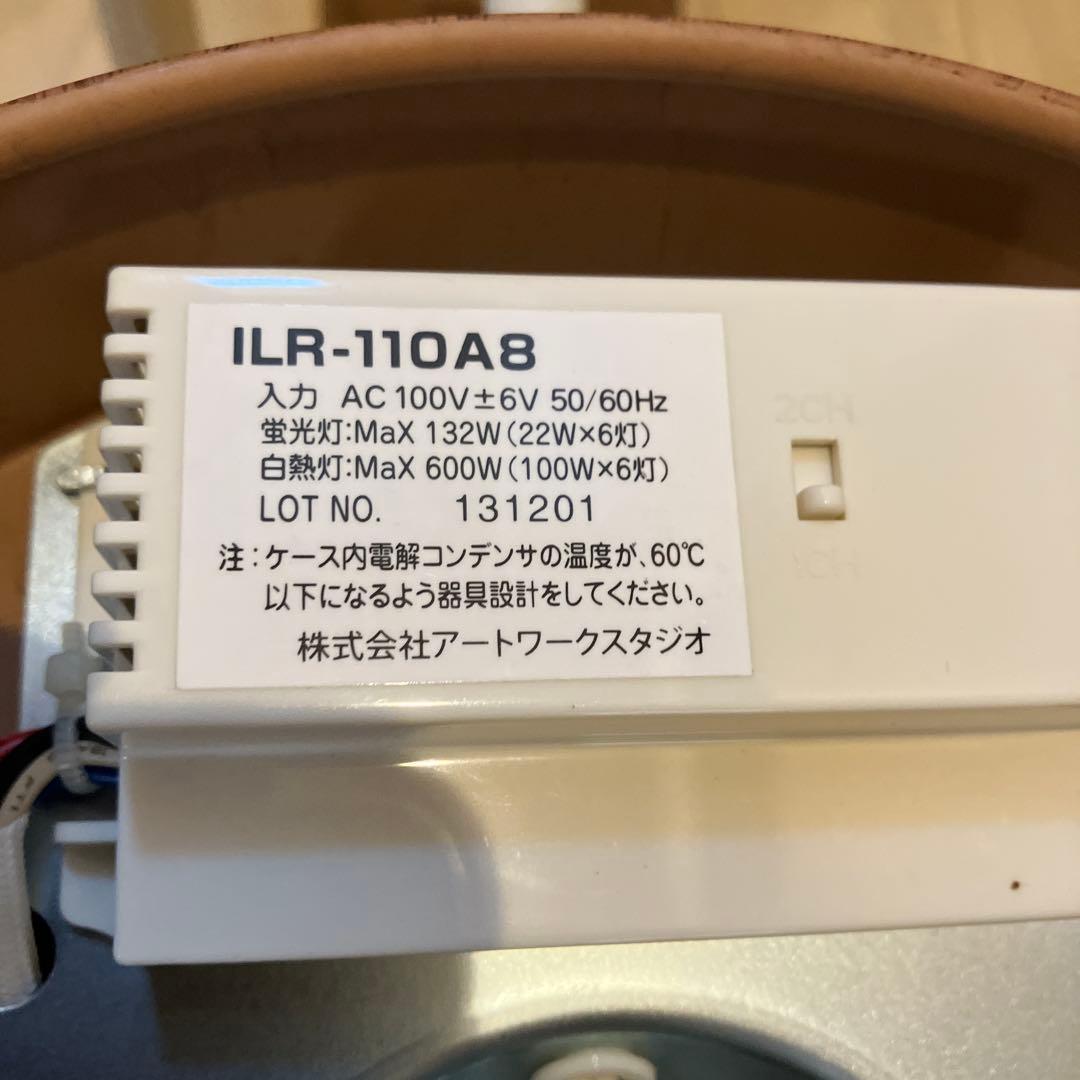 ILR-110A8
入力 AC 100V±6V 50/60Hz
蛍光灯:MaX 132W(22W×6灯)
白熱灯:MaX 600W(100W×6灯)
LOT NO. 131201
注:ケース内電解コンデンサの温度が、60℃
以下になるよう器具設計をしてください。
株式会社アートワークスタジオ
2CH